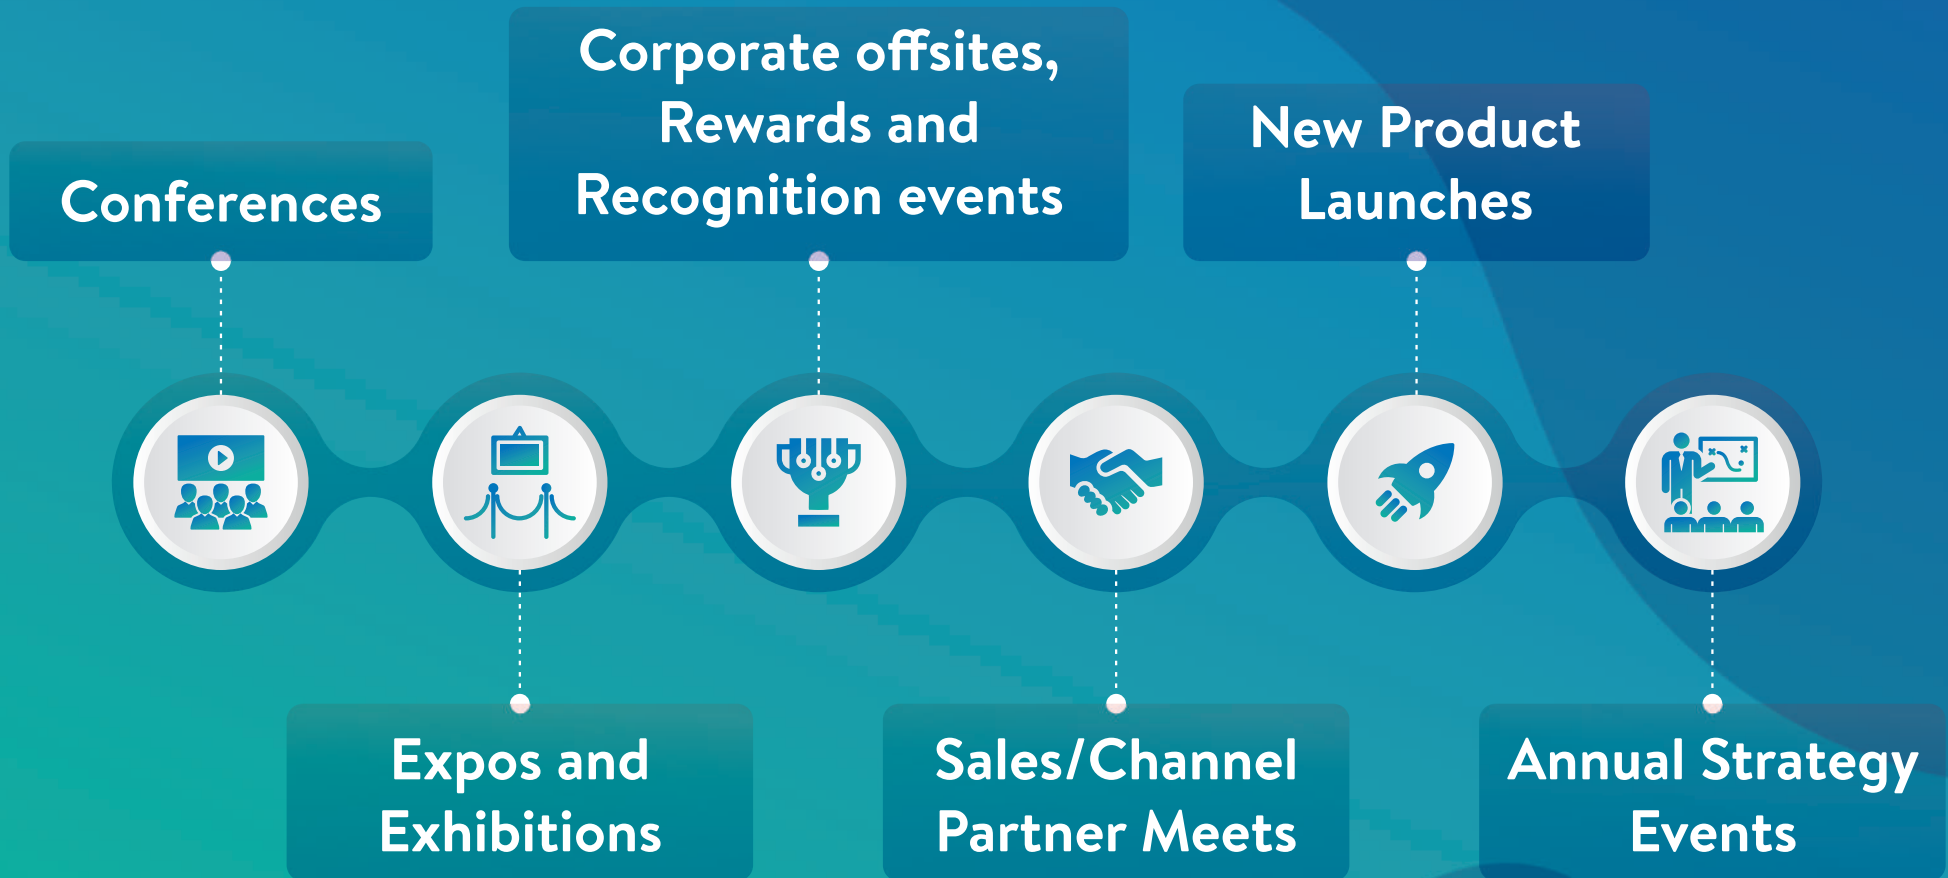 Conferences
Corporate offsites,
Rewards and
Recognition events
New Product
Launches
Expos and
Exhibitions
Sales/Channel
Partner Meets
Annual Strategy
Events